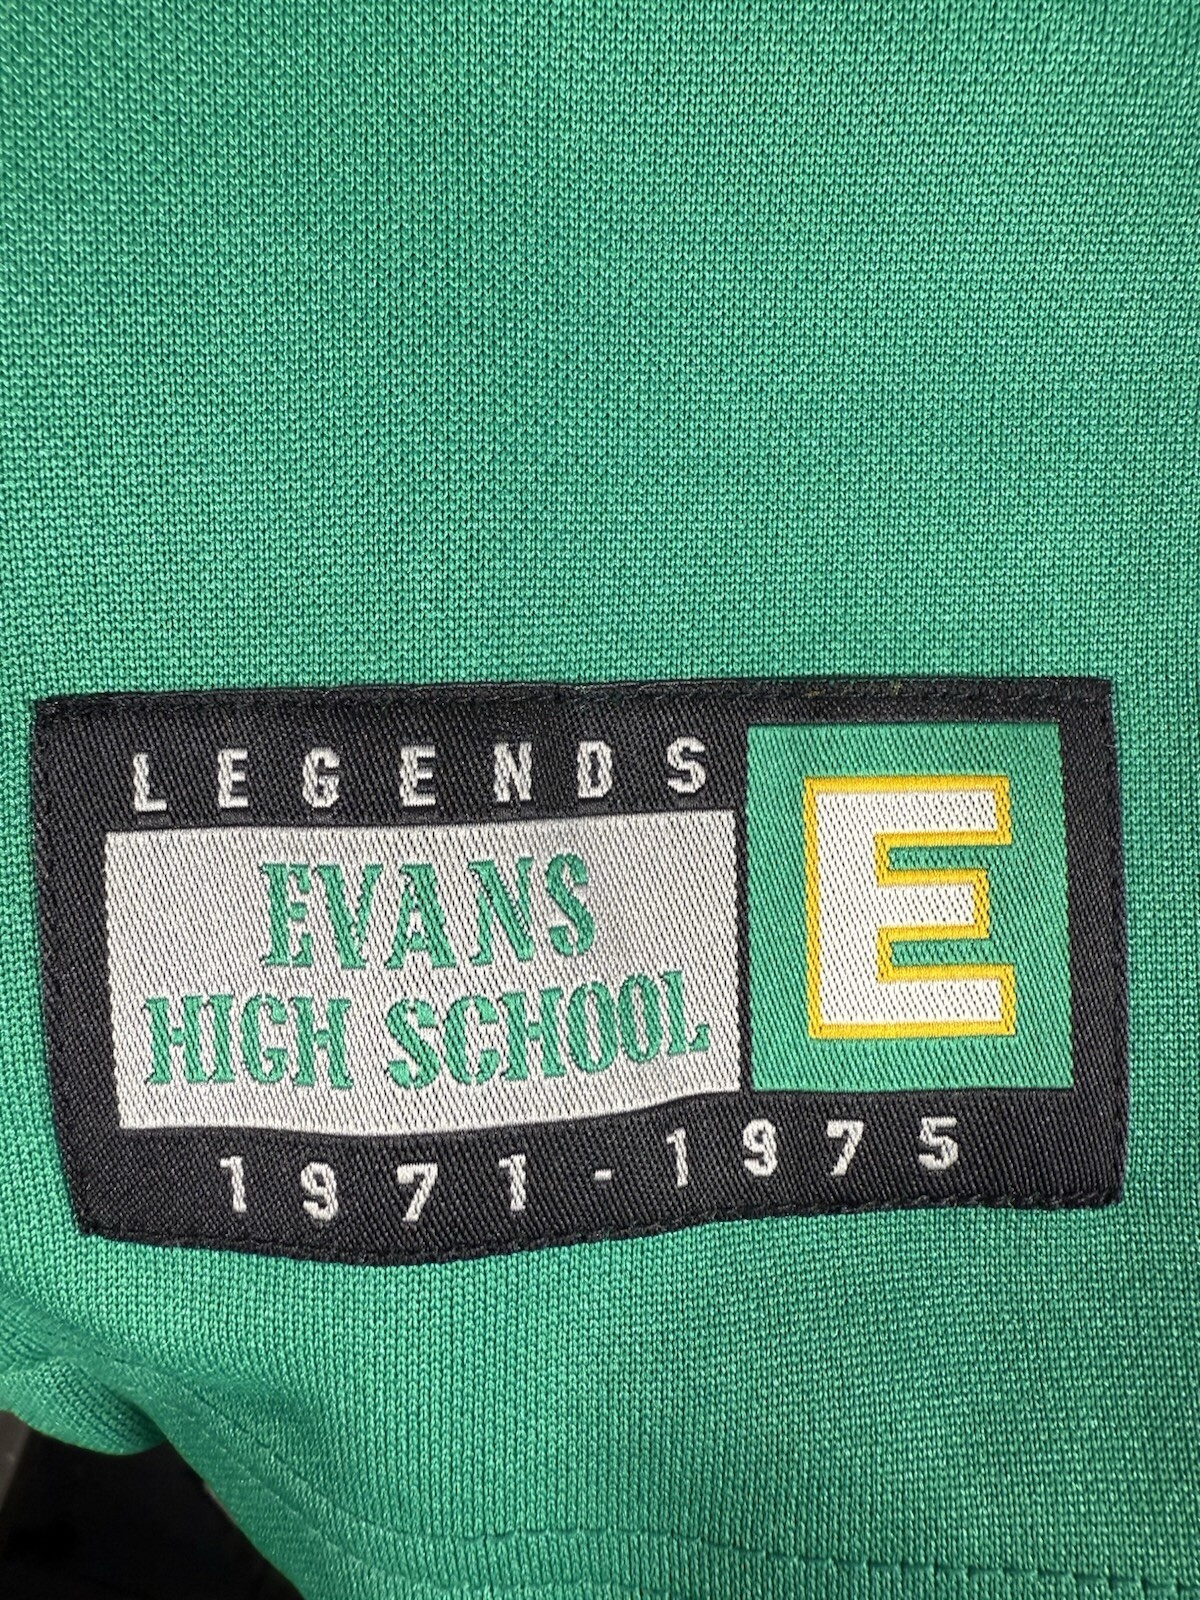 LEGENDS
EVANS
HIGH SCHOOL
E
1971-1975